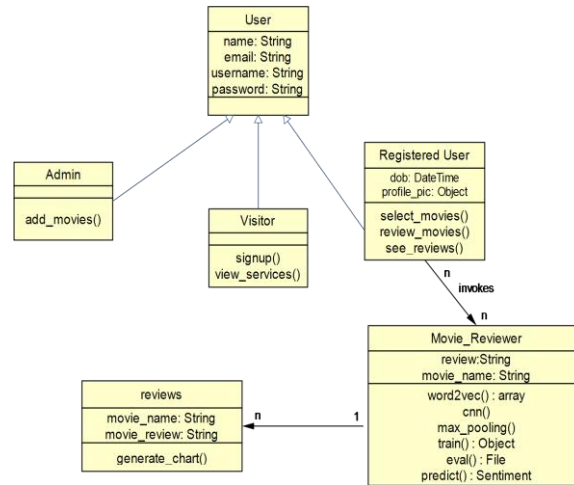 User
name: String
email: String
username: String
password: String
Admin
add_movies()
Visitor
signup()
view_services()
Registered User
dob: DateTime
profile_pic: Object
select_movies()
review_movies()
see_reviews()
n
invokes
n
Movie_Reviewer
review:String
movie_name: String
word2vec() : array
cnn()
max_pooling()
train() : Object
eval() : File
predict() : Sentiment
1
n
reviews
movie_name: String
movie_review: String
generate_chart()